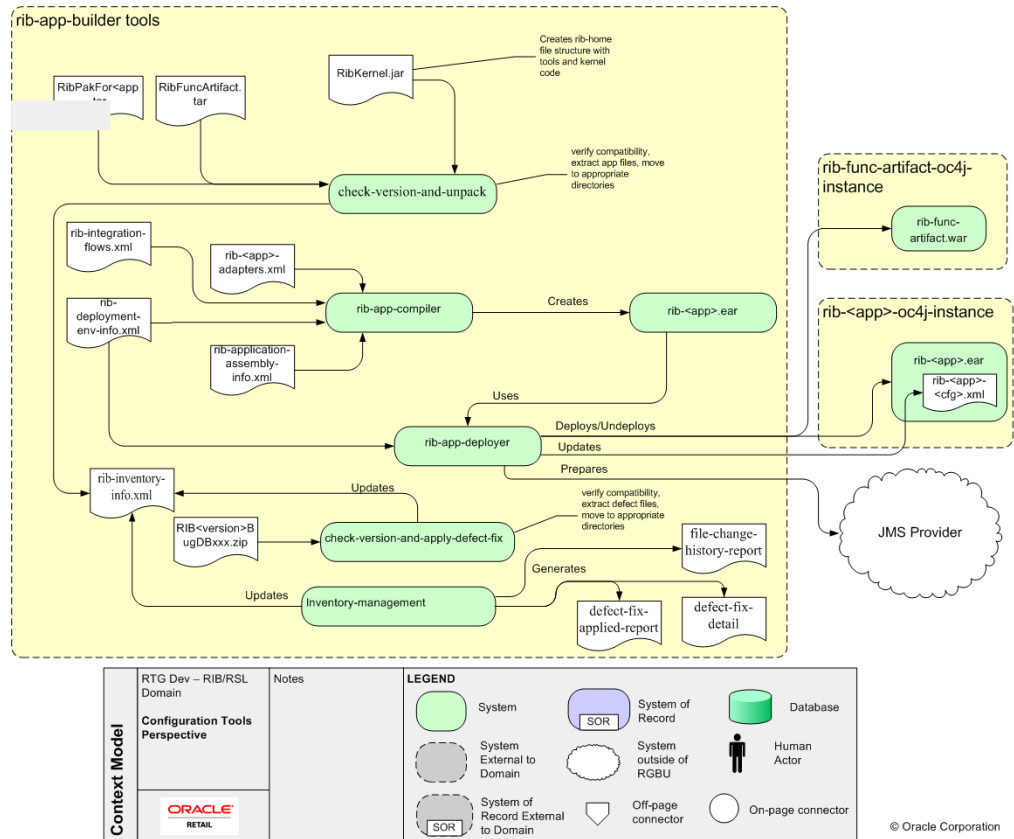 rib-app-builder tools
Creates rib-home
file structure with
tools and kernel
code
RibPakFor<app
RibFuncArtifact.
tar
RibKernel.jar
verify compatibility,
extract app files, move
to appropriate
directories
check-version-and-unpack
rib-func-artifact-oc4j-
instance
rib-func-
artifact.war
rib-integration-
flows.xml
rib-<app>-
adapters.xml
rib-
deployment-
env-info.xml
rib-app-compiler
Creates
rib-<app>.ear
rib-<app>-oc4j-instance
rib-<app>.ear
rib-<app>-
<cfg>.xml
rib-application-
assembly-
info.xml
Uses
Deploys/Undeploys
rib-app-deployer
Updates
Prepares
rib-inventory-
info.xml
Updates
verify compatibility,
extract defect files,
move to appropriate
directories
RIB<version>B
ugDBxxx.zip
check-version-and-apply-defect-fix
file-change-
history-report
JMS Provider
Generates
Updates
Inventory-management
defect-fix-
applied-report
defect-fix-
detail
Context Model
RTG Dev – RIB/RSL
Domain
Configuration Tools
Perspective
ORACLE
RETAIL
Notes
LEGEND
System
SOR
System of
Record
Database
System
External to
Domain
System
outside of
RGBU
Human
Actor
SOR
System of
Record External
to Domain
Off-page
connector
On-page connector
© Oracle Corporation